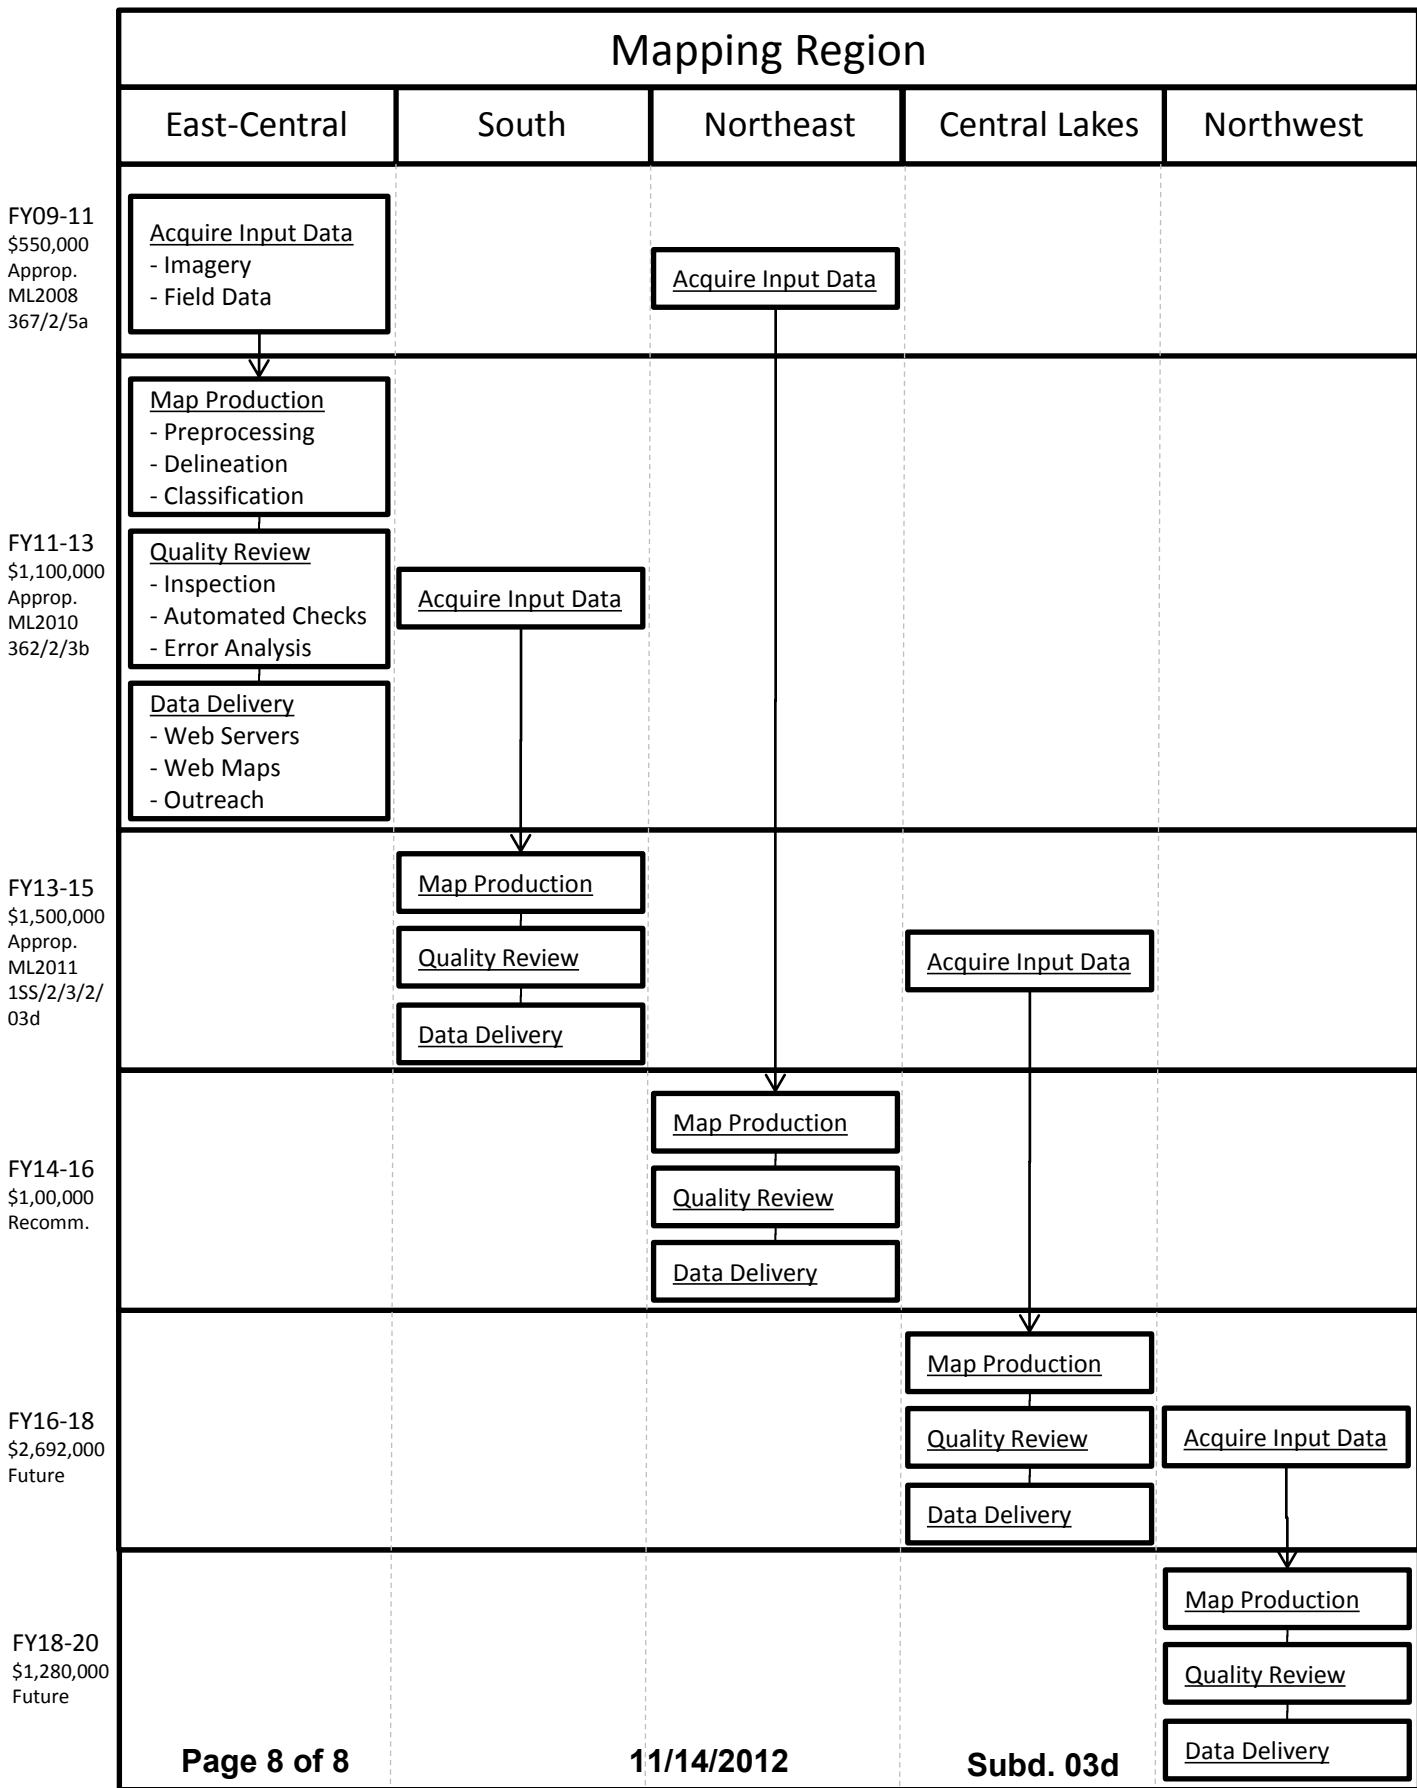 Mapping Region
East-Central
South
Northeast
Central Lakes
Northwest
FY09-11
$550,000
Approp.
ML2008
367/2/5a
Acquire Input Data
- Imagery
- Field Data
Acquire Input Data
FY11-13
$1,100,000
Approp.
ML2010
362/2/3b
Map Production
- Preprocessing
- Delineation
- Classification
Quality Review
- Inspection
- Automated Checks
- Error Analysis
Data Delivery
- Web Servers
- Web Maps
- Outreach
Acquire Input Data
FY13-15
$1,500,000
Approp.
ML2011
1SS/2/3/2/
03d
Map Production
Quality Review
Data Delivery
Acquire Input Data
FY14-16
$1,00,000
Recomm.
Map Production
Quality Review
Data Delivery
FY16-18
$2,692,000
Future
Map Production
Quality Review
Data Delivery
Acquire Input Data
FY18-20
$1,280,000
Future
Map Production
Quality Review
Data Delivery
Page 8 of 8
11/14/2012
Subd. 03d